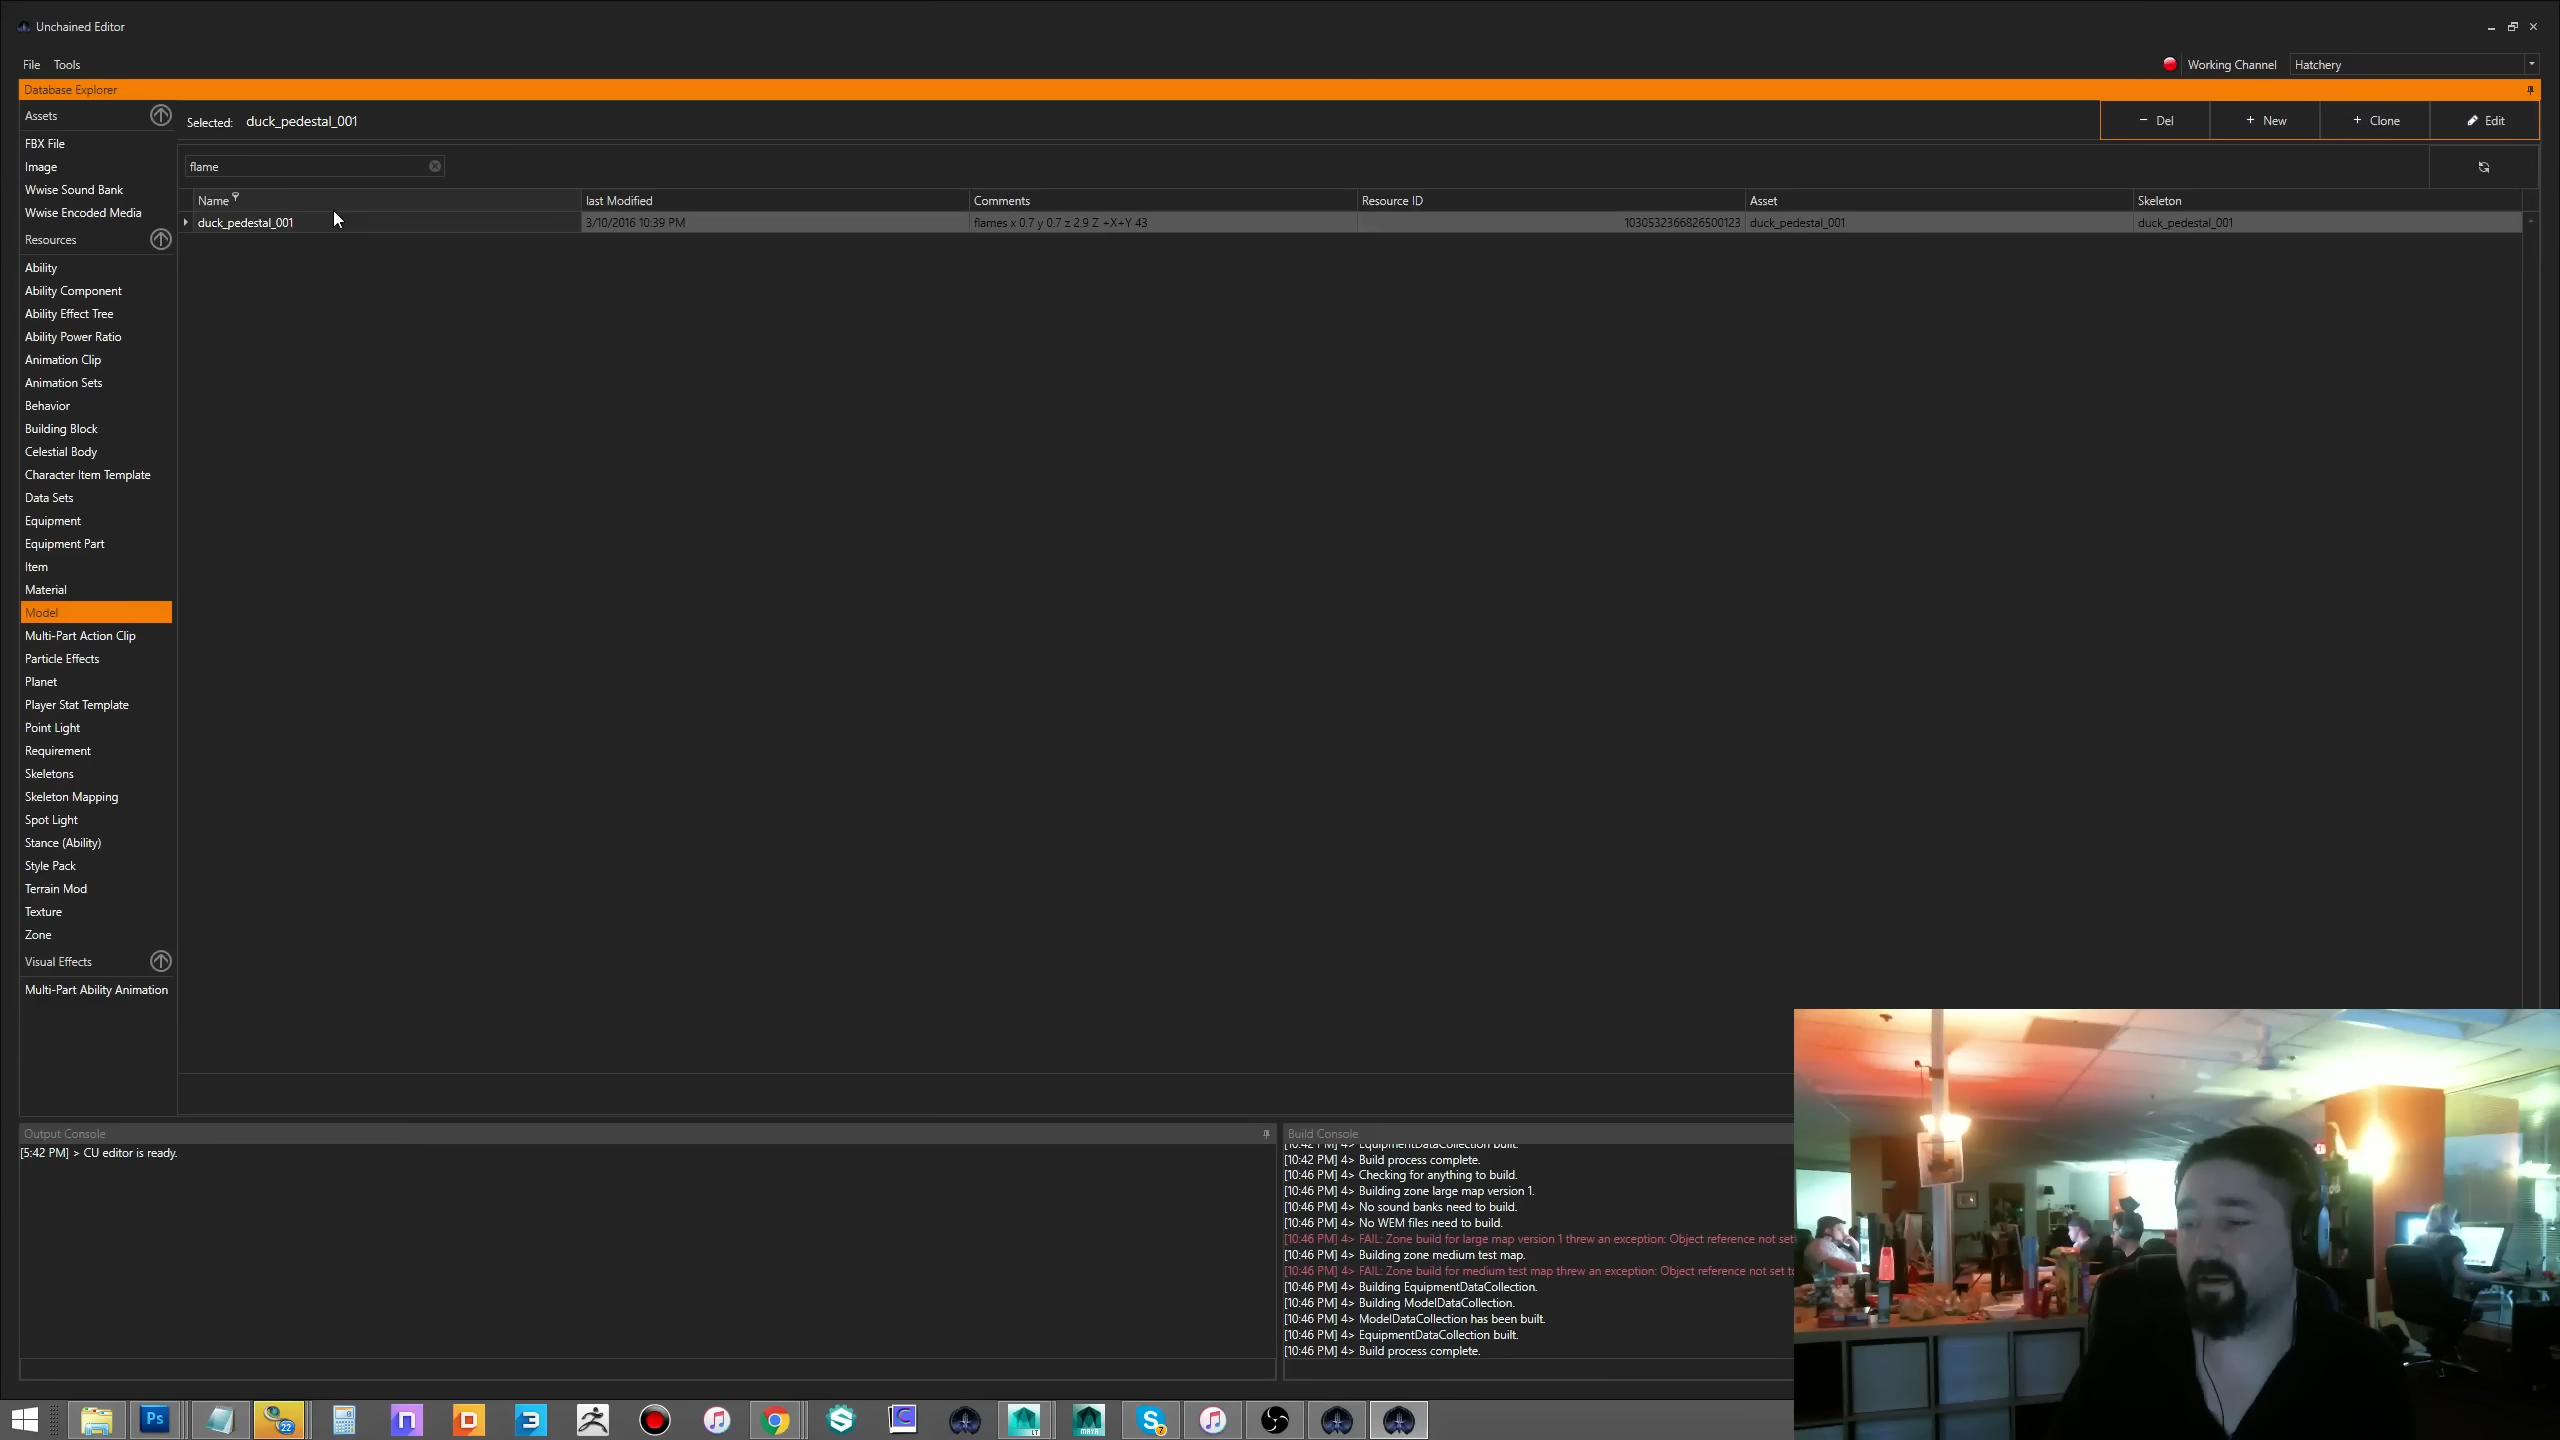 Unchained Editor
File Tools
Working Channel Hatchery
Database Explorer
Assets
FBX File
Image
Wwise Sound Bank
Wwise Encoded Media
Resources
Ability
Ability Component
Ability Effect Tree
Ability Power Ratio
Animation Clip
Animation Sets
Behavior
Building Block
Celestial Body
Character Item Template
Data Sets
Equipment
Equipment Part
Item
Material
Model
Multi-Part Action Clip
Particle Effects
Planet
Player Stat Template
Point Light
Requirement
Skeletons
Skeleton Mapping
Spot Light
Stance (Ability)
Style Pack
Terrain Mod
Texture
Zone
Visual Effects
Multi-Part Ability Animation
Selected: duck_pedestal_001
− Del + New + Clone Edit
flame
Name last Modified Comments Resource ID Asset Skeleton
duck_pedestal_001 3/10/2016 10:39 PM flames x 0.7 y 0.7 z 2.9 Z +X+Y 43 1030532366826500123 duck_pedestal_001 duck_pedestal_001
Output Console
[5:42 PM] > CU editor is ready.
Build Console
[10:42 PM] 4> EquipmentDataCollection built.
[10:42 PM] 4> Build process complete.
[10:46 PM] 4> Checking for anything to build.
[10:46 PM] 4> Building zone large map version 1.
[10:46 PM] 4> No sound banks need to build.
[10:46 PM] 4> No WEM files need to build.
[10:46 PM] 4> FAIL: Zone build for large map version 1 threw an exception: Object reference not set
[10:46 PM] 4> Building zone medium test map.
[10:46 PM] 4> FAIL: Zone build for medium test map threw an exception: Object reference not set to
[10:46 PM] 4> Building EquipmentDataCollection.
[10:46 PM] 4> Building ModelDataCollection.
[10:46 PM] 4> ModelDataCollection has been built.
[10:46 PM] 4> EquipmentDataCollection built.
[10:46 PM] 4> Build process complete.
Ps 22 n D 3 S C LT MAYA S 7